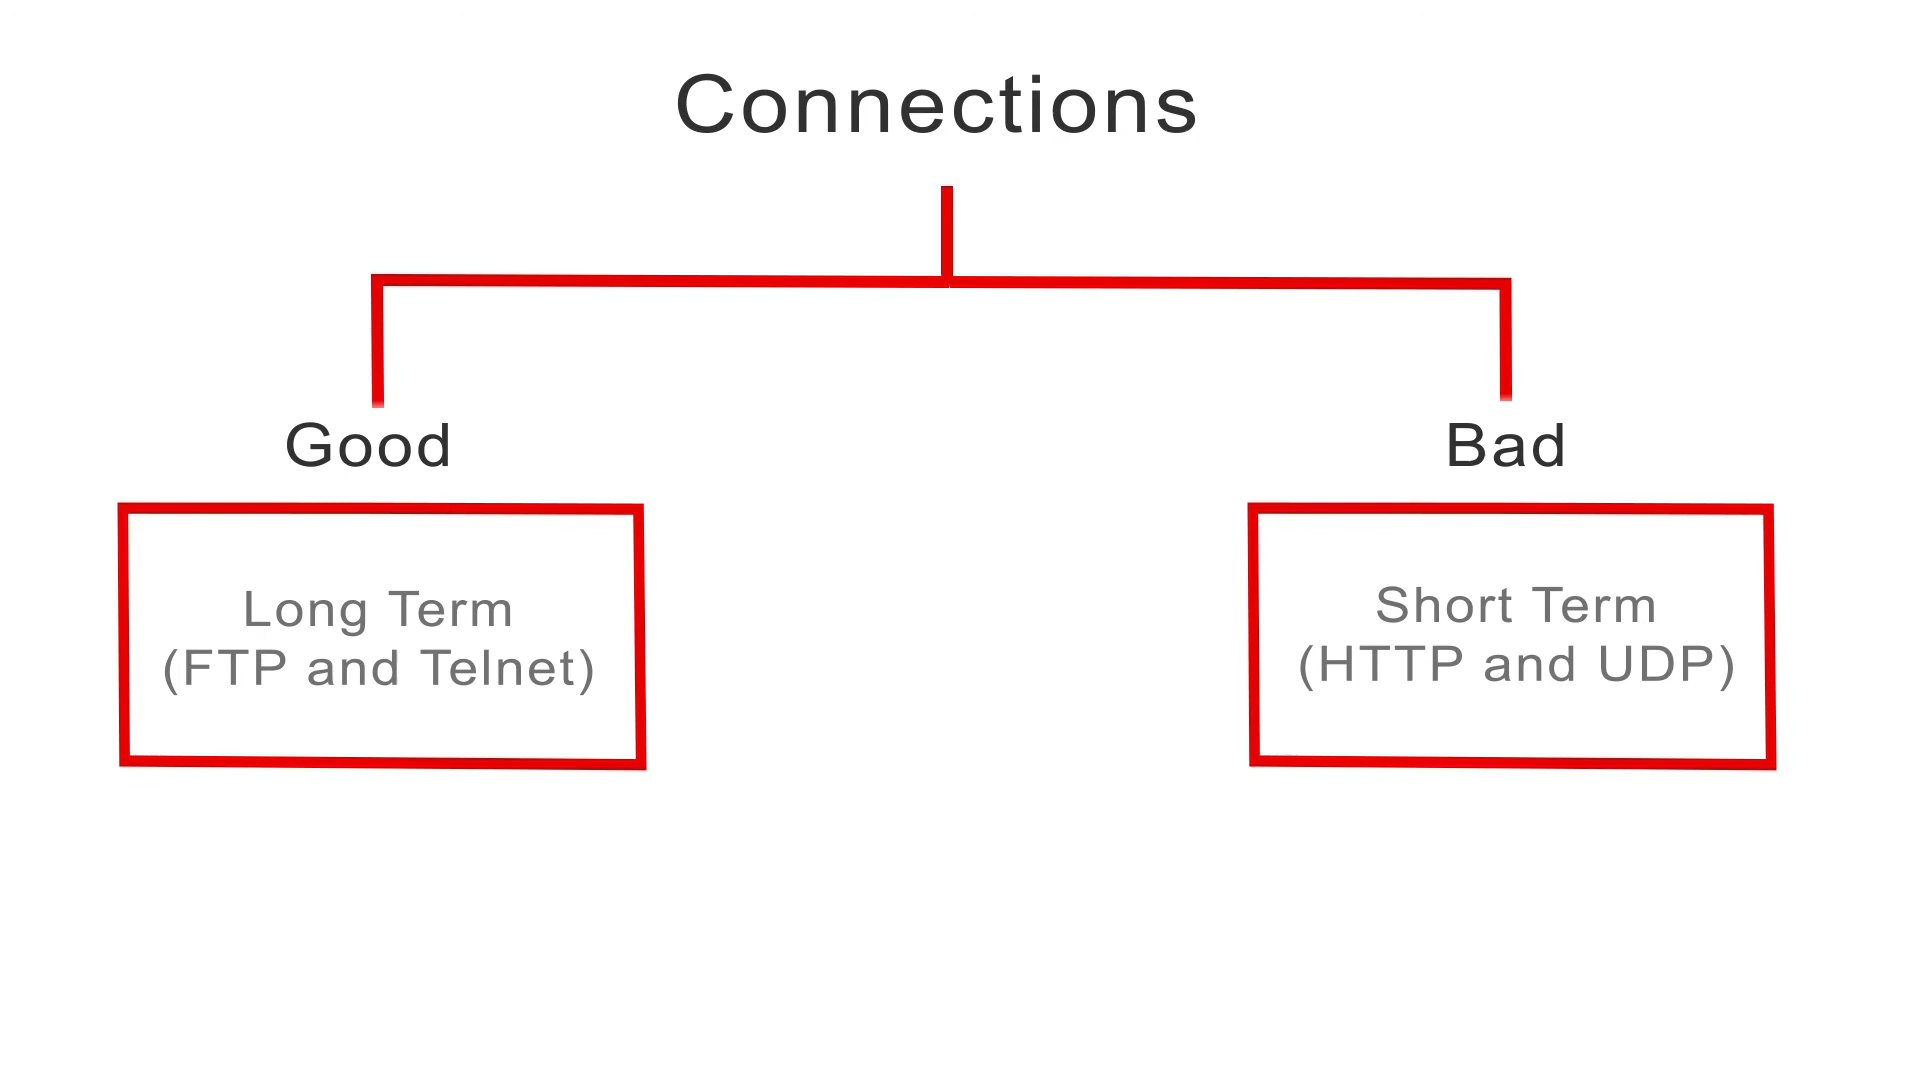 Connections
Good
Bad
Long Term
(FTP and Telnet)
Short Term
(HTTP and UDP)